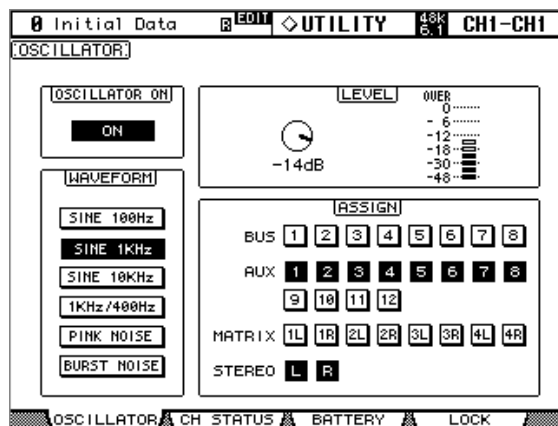 0 Initial Data R EDIT ◇UTILITY 48K 6.1 CH1-CH1
OSCILLATOR
OSCILLATOR ON
ON
LEVEL
-14dB
OVER
0
- 6
-12
-18
-30
-48
WAVEFORM
SINE 100Hz
SINE 1KHz
SINE 10KHz
1KHz/400Hz
PINK NOISE
BURST NOISE
ASSIGN
BUS 1 2 3 4 5 6 7 8
AUX 1 2 3 4 5 6 7 8
9 10 11 12
MATRIX 1L 1R 2L 2R 3L 3R 4L 4R
STEREO L R
OSCILLATOR CH STATUS BATTERY LOCK